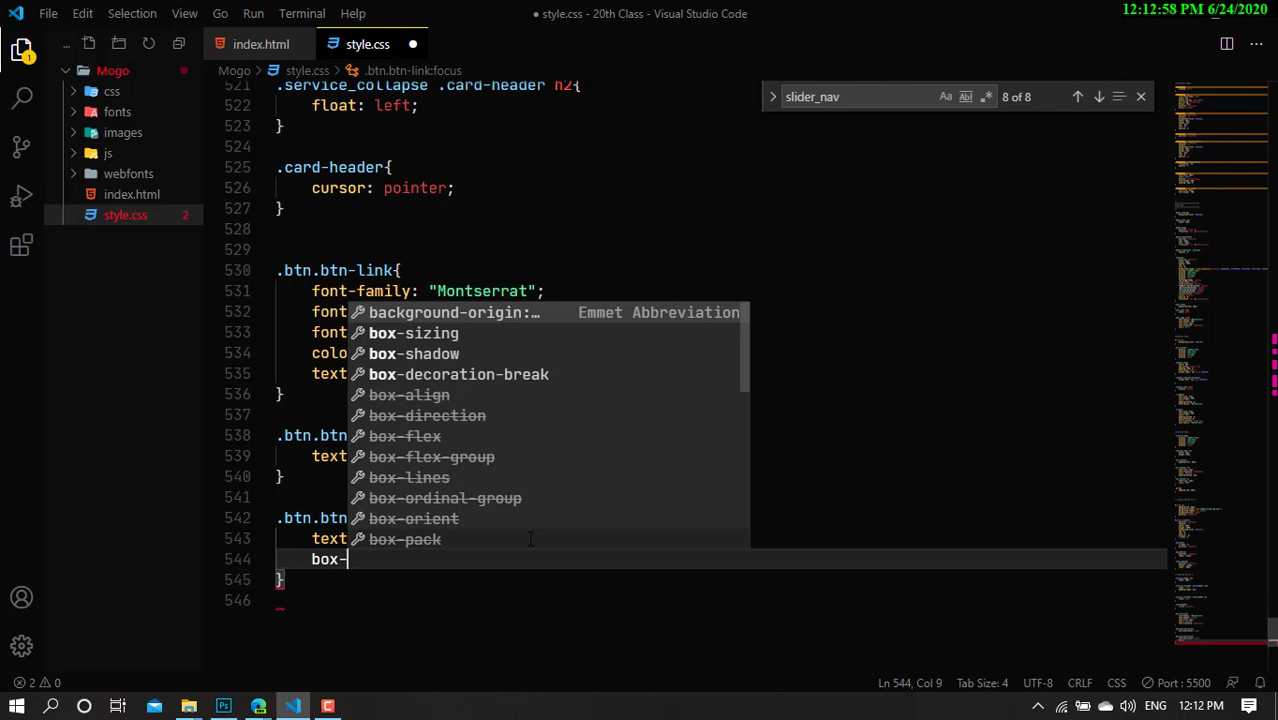 12:12:58 PM 6/24/2020
File Edit Selection View Go Run Terminal Help
● style.css - 20th Class - Visual Studio Code
index.html
style.css
Mogo > style.css > .btn.btn-link:focus
Mogo
css
fonts
images
js
webfonts
index.html
style.css 2
slider_nav
8 of 8
521 .service_collapse .card-header h2{
522 float: left;
523 }
524
525 .card-header{
526 cursor: pointer;
527 }
528
529
530 .btn.btn-link{
531 font-family: "Montserrat";
532 font
533 font
534 colo
535 text
536 }
537
538 .btn.btn
539 text
540 }
541
542 .btn.btn
543 text
544 box-
545 }
546
background-origin:… Emmet Abbreviation
box-sizing
box-shadow
box-decoration-break
box-align
box-direction
box-flex
box-flex-group
box-lines
box-ordinal-group
box-orient
box-pack
2 0
Ln 544, Col 9 Tab Size: 4 UTF-8 CRLF CSS Port : 5500
ENG 12:12 PM